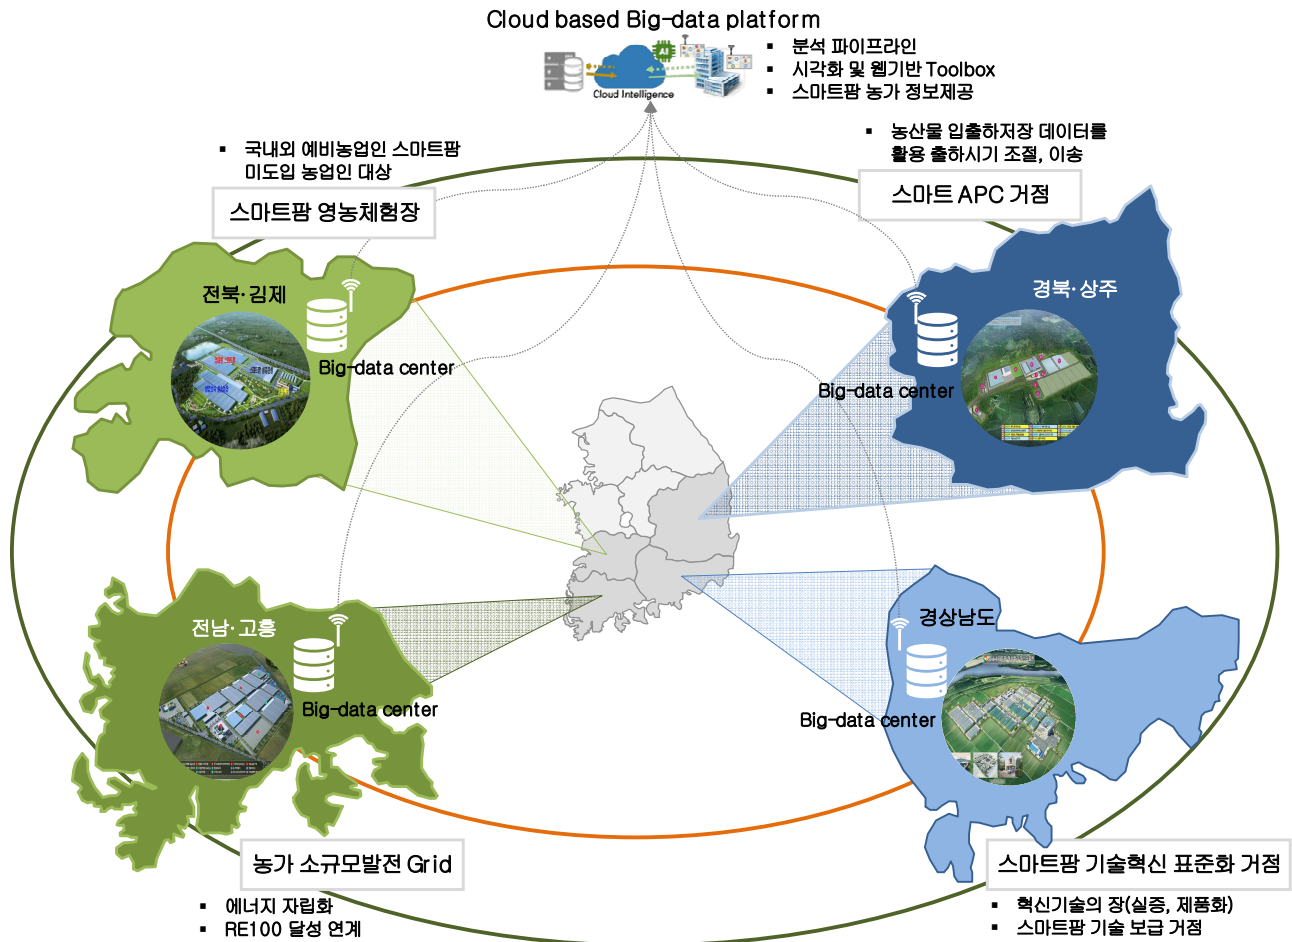 Cloud based Big-data platform
AI
Cloud Intelligence
▪ 분석 파이프라인
▪ 시각화 및 웹기반 Toolbox
▪ 스마트팜 농가 정보제공
▪ 국내외 예비농업인 스마트팜
미도입 농업인 대상
스마트팜 영농체험장
▪ 농산물 입출하저장 데이터를
활용 출하시기 조절, 이송
스마트 APC 거점
전북·김제
Big-data center
경북·상주
Big-data center
전남·고흥
Big-data center
경상남도
Big-data center
농가 소규모발전 Grid
▪ 에너지 자립화
▪ RE100 달성 연계
스마트팜 기술혁신 표준화 거점
▪ 혁신기술의 장(실증, 제품화)
▪ 스마트팜 기술 보급 거점